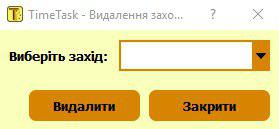 TimeTask - Видалення захо...
Виберіть захід:
Видалити Закрити